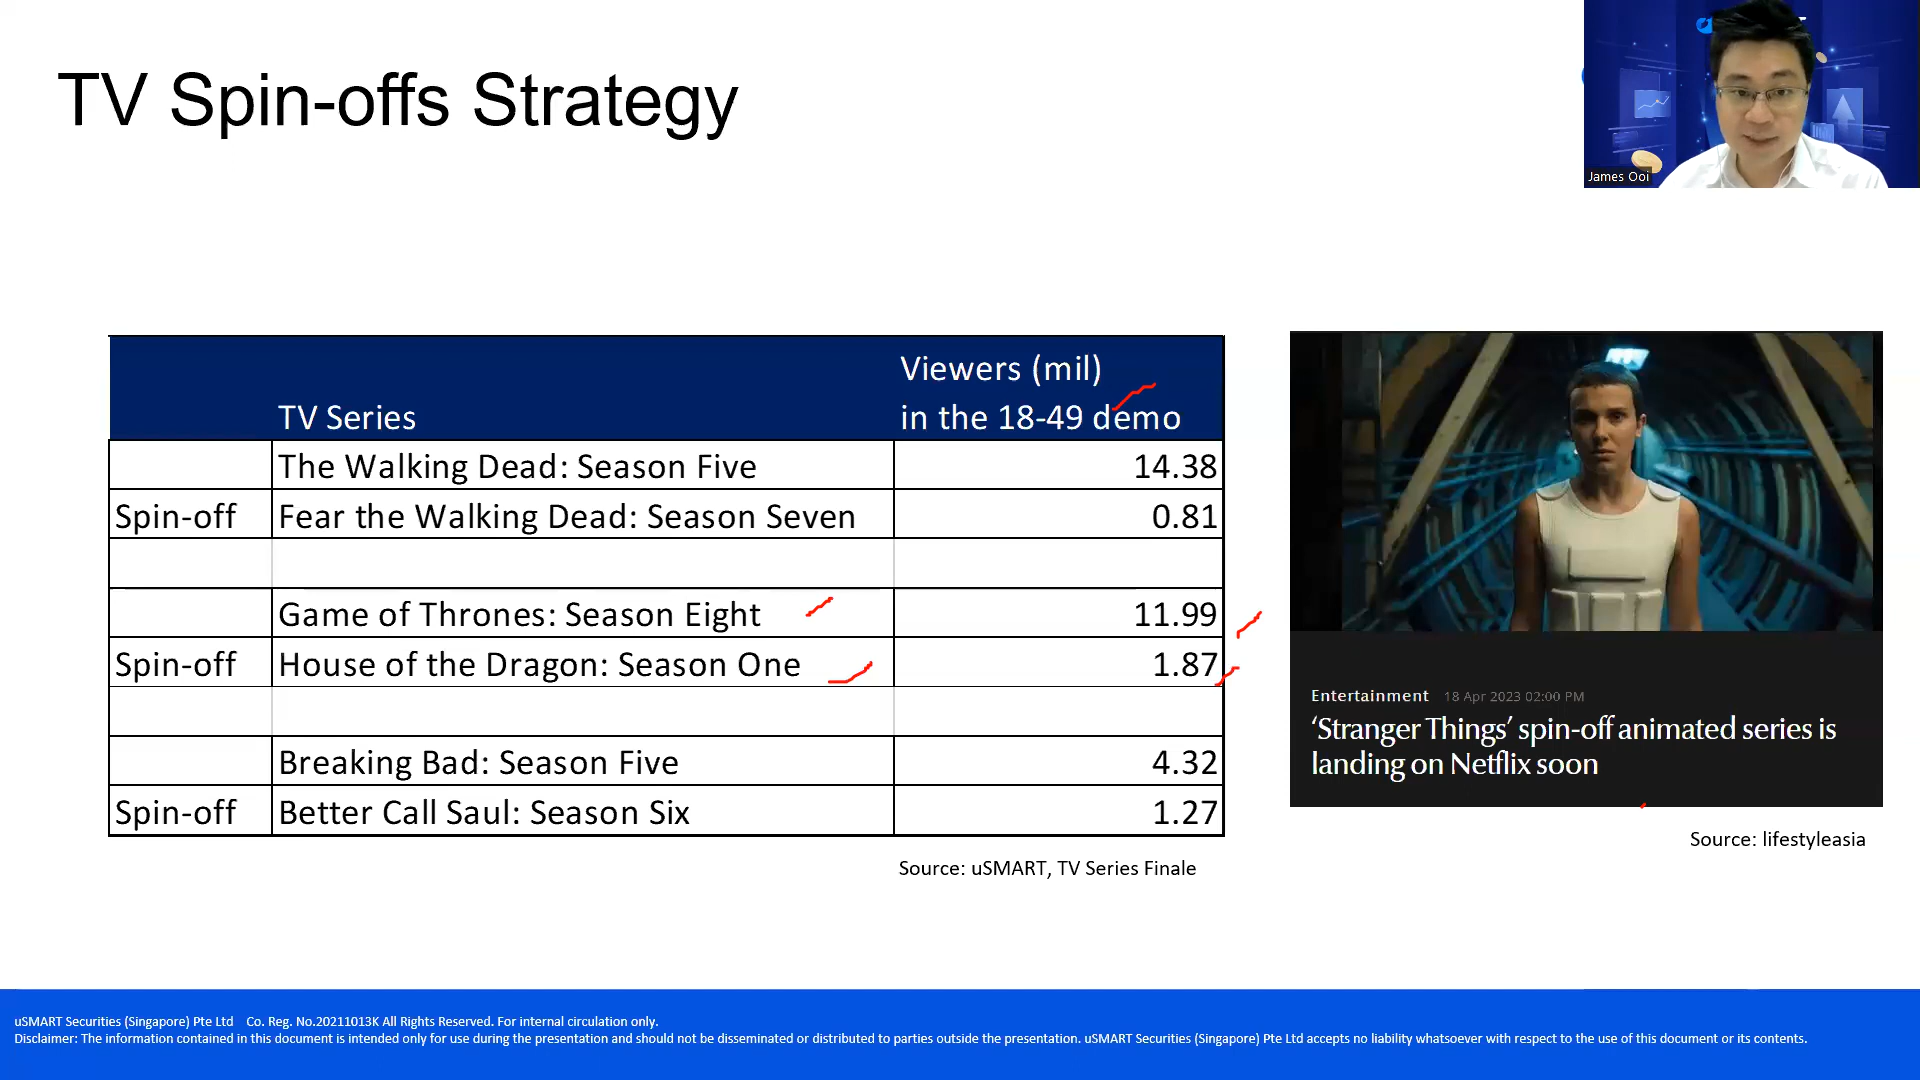 TV Spin-offs Strategy
James Ooi
TV Series
Viewers (mil)
in the 18-49 demo
The Walking Dead: Season Five 14.38
Spin-off Fear the Walking Dead: Season Seven 0.81
Game of Thrones: Season Eight 11.99
Spin-off House of the Dragon: Season One 1.87
Breaking Bad: Season Five 4.32
Spin-off Better Call Saul: Season Six 1.27
Source: uSMART, TV Series Finale
Entertainment 18 Apr 2023 02:00 PM
‘Stranger Things’ spin-off animated series is
landing on Netflix soon
Source: lifestyleasia
uSMART Securities (Singapore) Pte Ltd Co. Reg. No.20211013K All Rights Reserved. For internal circulation only.
Disclaimer: The information contained in this document is intended only for use during the presentation and should not be disseminated or distributed to parties outside the presentation. uSMART Securities (Singapore) Pte Ltd accepts no liability whatsoever with respect to the use of this document or its contents.